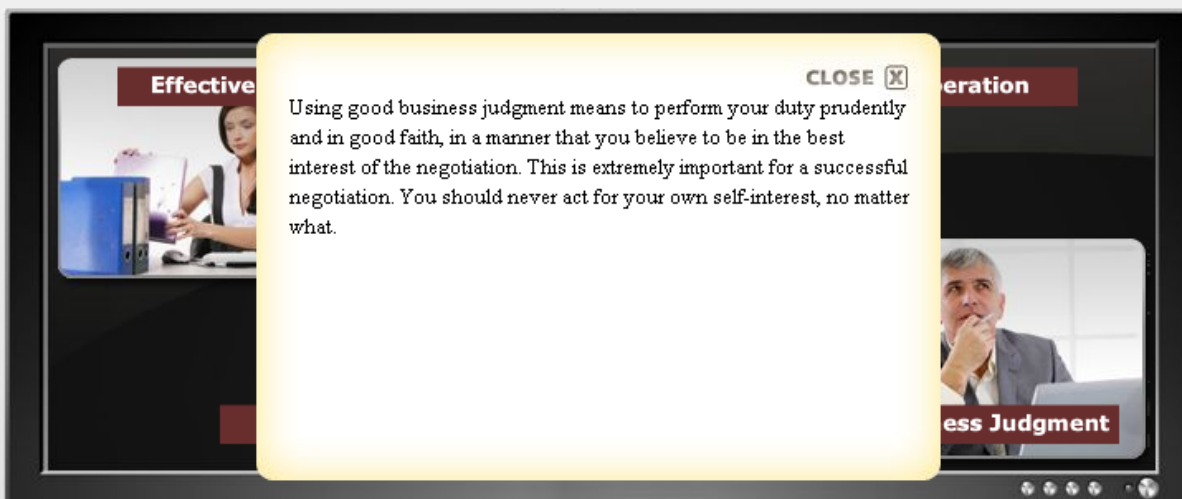 Effective
CLOSE X
eration
Using good business judgment means to perform your duty prudently
and in good faith, in a manner that you believe to be in the best
interest of the negotiation. This is extremely important for a successful
negotiation. You should never act for your own self-interest, no matter
what.
ess Judgment